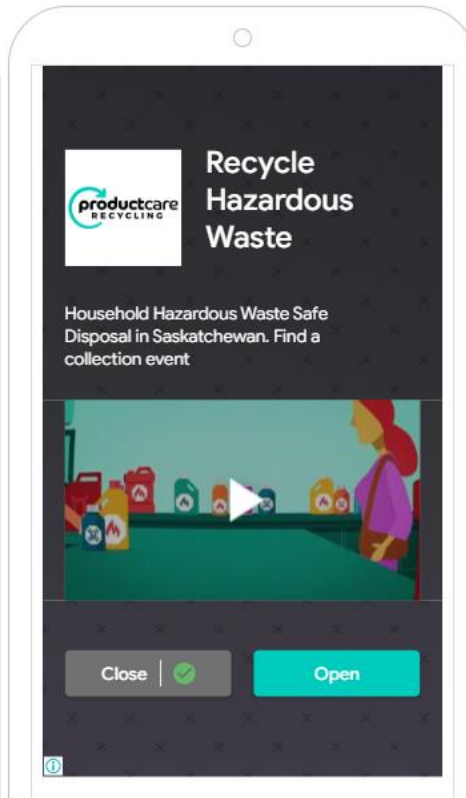 productcare
RECYCLING
Recycle
Hazardous
Waste
Household Hazardous Waste Safe
Disposal in Saskatchewan. Find a
collection event
Close
Open